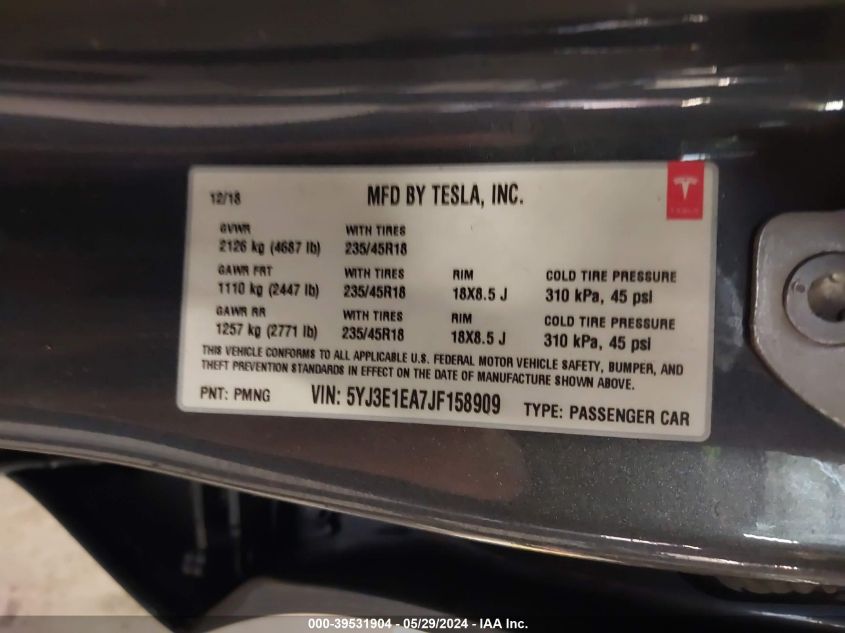 12/18 MFD BY TESLA, INC.
TESLA
GVWR WITH TIRES
2126 kg (4687 lb) 235/45R18
GAWR FRT WITH TIRES RIM COLD TIRE PRESSURE
1110 kg (2447 lb) 235/45R18 18X8.5 J 310 kPa, 45 psi
GAWR RR WITH TIRES RIM COLD TIRE PRESSURE
1257 kg (2771 lb) 235/45R18 18X8.5 J 310 kPa, 45 psi
THIS VEHICLE CONFORMS TO ALL APPLICABLE U.S. FEDERAL MOTOR VEHICLE SAFETY, BUMPER, AND
THEFT PREVENTION STANDARDS IN EFFECT ON THE DATE OF MANUFACTURE SHOWN ABOVE.
PNT: PMNG VIN: 5YJ3E1EA7JF158909 TYPE: PASSENGER CAR
000-39531904 - 05/29/2024 - IAA Inc.